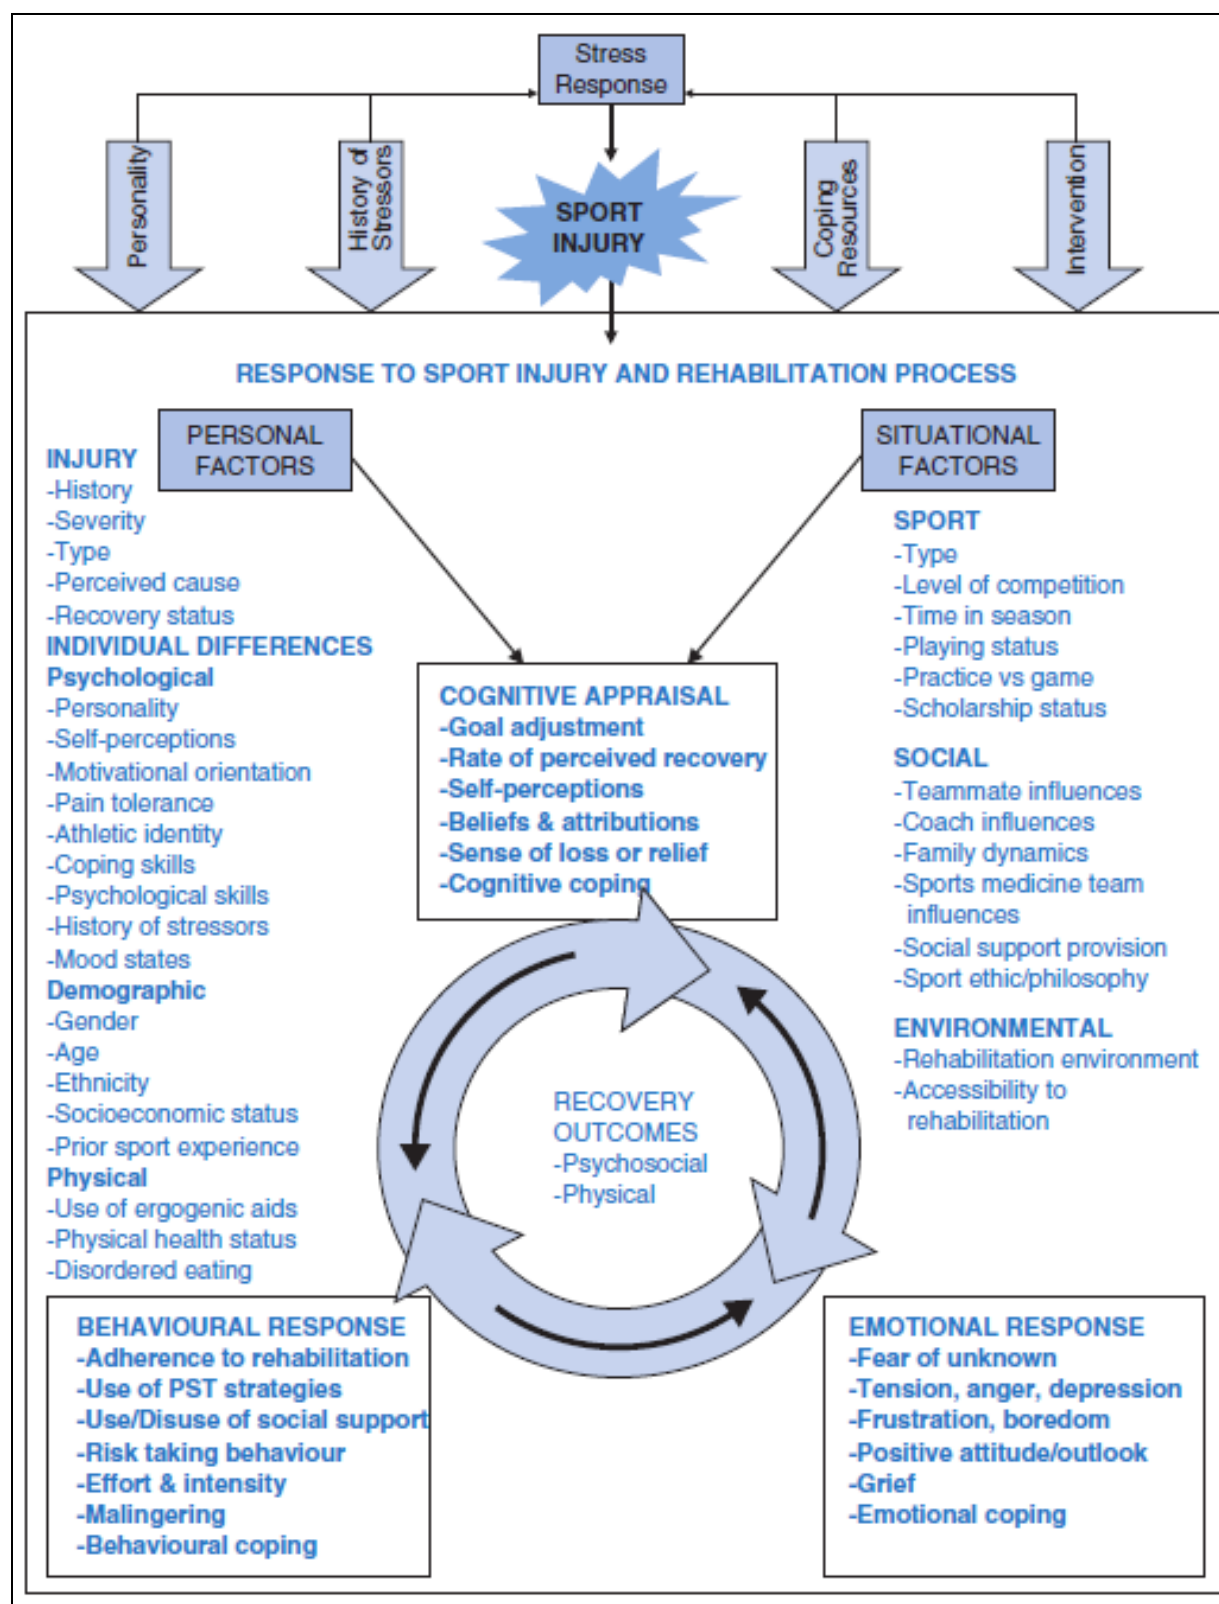 Stress
Response
Personality
History of
Stressors
SPORT
INJURY
Coping
Resources
Intervention
RESPONSE TO SPORT INJURY AND REHABILITATION PROCESS
PERSONAL
FACTORS
INJURY
-History
-Severity
-Type
-Perceived cause
-Recovery status
INDIVIDUAL DIFFERENCES
Psychological
-Personality
-Self-perceptions
-Motivational orientation
-Pain tolerance
-Athletic identity
-Coping skills
-Psychological skills
-History of stressors
-Mood states
Demographic
-Gender
-Age
-Ethnicity
-Socioeconomic status
-Prior sport experience
Physical
-Use of ergogenic aids
-Physical health status
-Disordered eating
SITUATIONAL
FACTORS
SPORT
-Type
-Level of competition
-Time in season
-Playing status
-Practice vs game
-Scholarship status
SOCIAL
-Teammate influences
-Coach influences
-Family dynamics
-Sports medicine team
influences
-Social support provision
-Sport ethic/philosophy
ENVIRONMENTAL
-Rehabilitation environment
-Accessibility to
rehabilitation
COGNITIVE APPRAISAL
-Goal adjustment
-Rate of perceived recovery
-Self-perceptions
-Beliefs & attributions
-Sense of loss or relief
-Cognitive coping
RECOVERY
OUTCOMES
-Psychosocial
-Physical
BEHAVIOURAL RESPONSE
-Adherence to rehabilitation
-Use of PST strategies
-Use/Disuse of social support
-Risk taking behaviour
-Effort & intensity
-Malingering
-Behavioural coping
EMOTIONAL RESPONSE
-Fear of unknown
-Tension, anger, depression
-Frustration, boredom
-Positive attitude/outlook
-Grief
-Emotional coping